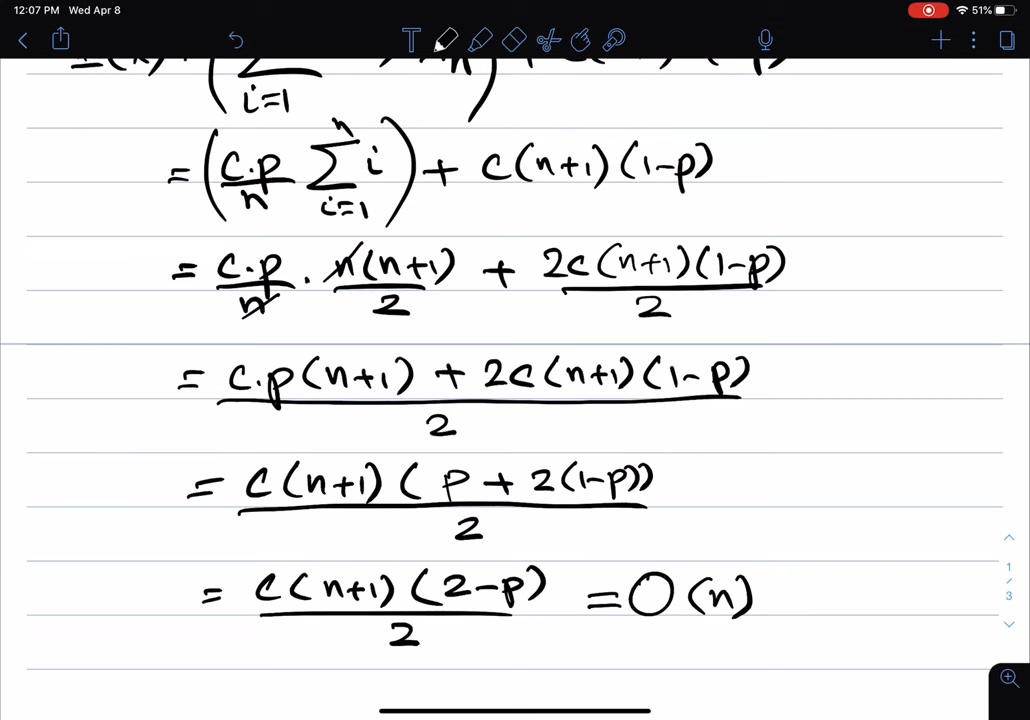 12:07 PM Wed Apr 8 51%
i=1
= (c.p/n ∑ i=1 n i) + c(n+1)(1-p)
= c.p/n . n(n+1)/2 + 2c(n+1)(1-p)/2
= c.p(n+1) + 2c(n+1)(1-p)
2
= c(n+1)(p + 2(1-p))
2
= c(n+1)(2-p) = O(n)
2
1
/
3